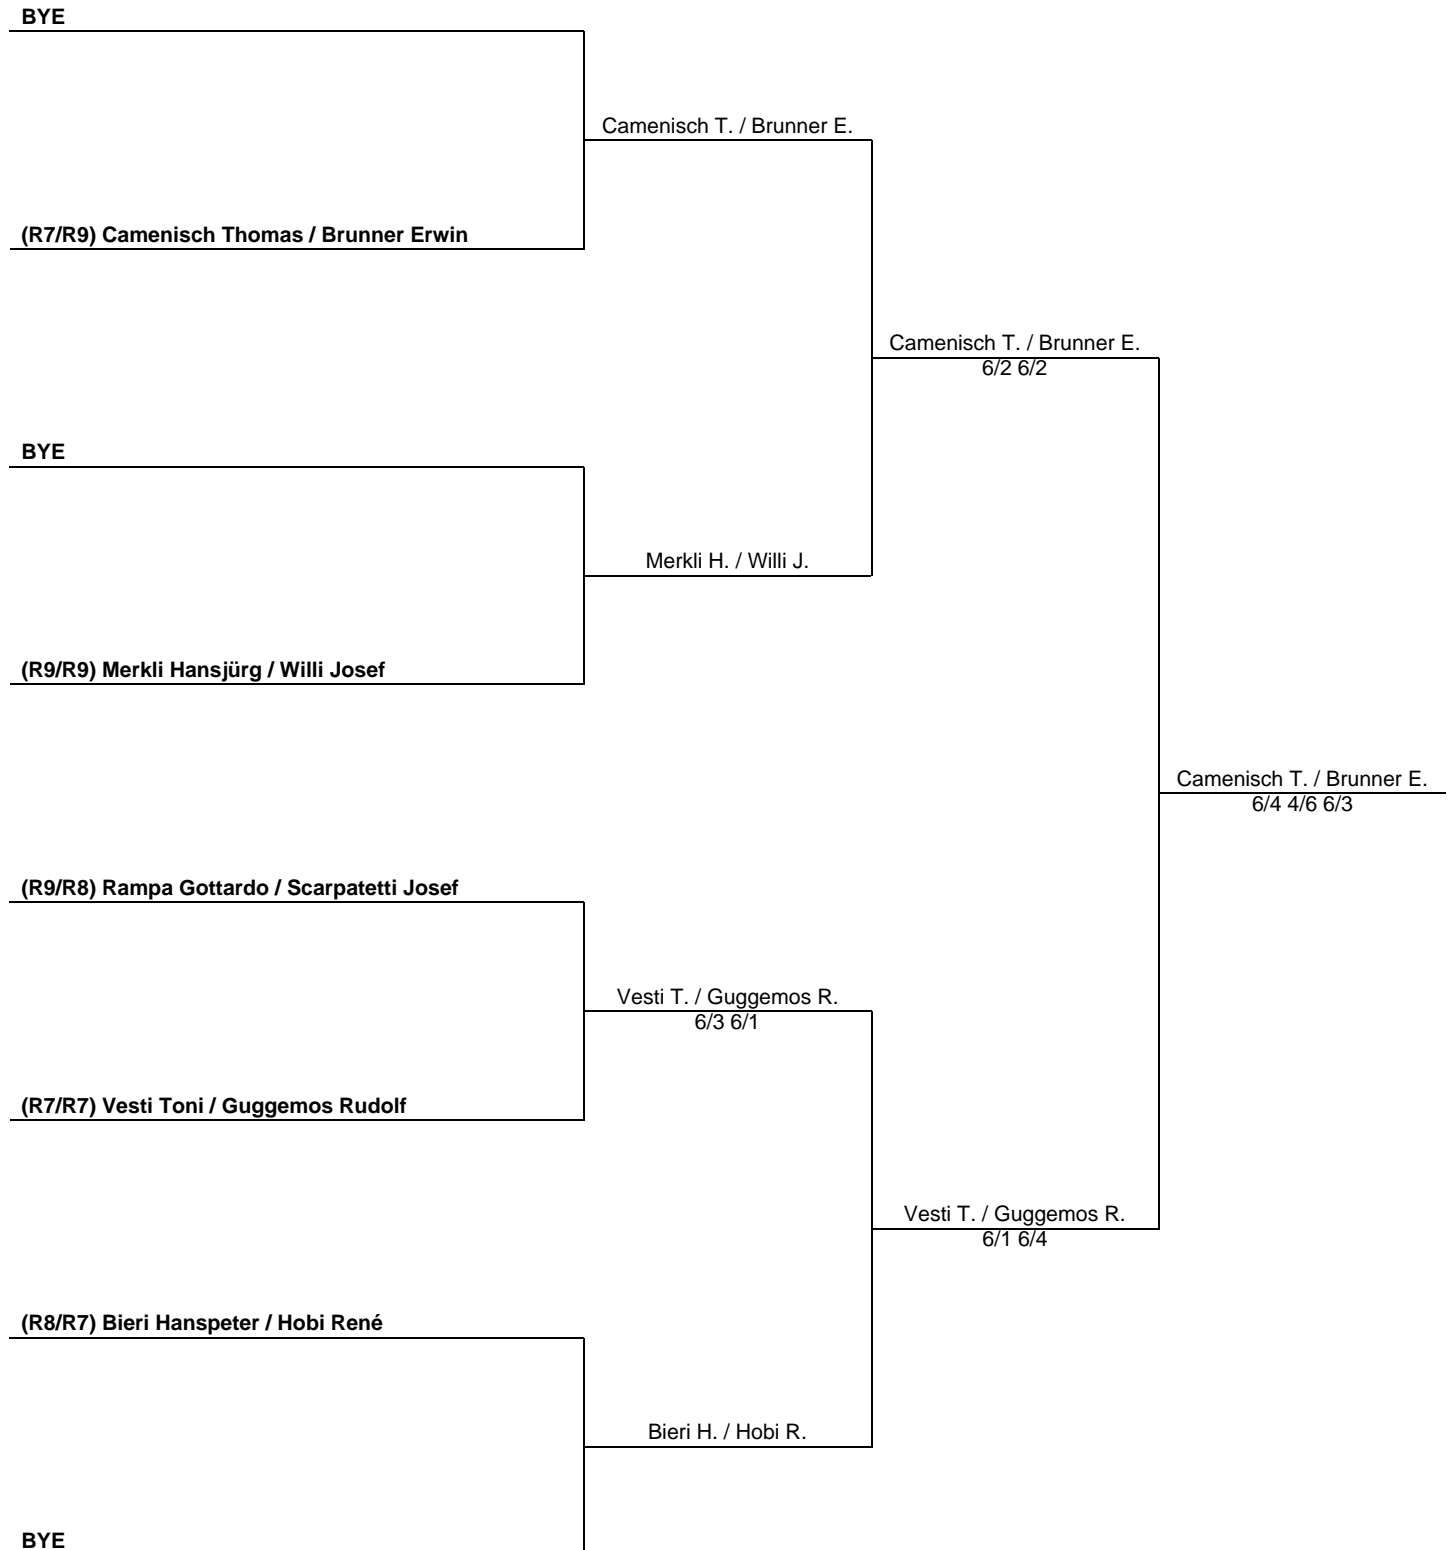 BYE
Camenisch T. / Brunner E.
(R7/R9) Camenisch Thomas / Brunner Erwin
Camenisch T. / Brunner E.
6/2 6/2
BYE
Merkli H. / Willi J.
(R9/R9) Merkli Hansjürg / Willi Josef
Camenisch T. / Brunner E.
6/4 4/6 6/3
(R9/R8) Rampa Gottardo / Scarpatetti Josef
Vesti T. / Guggemos R.
6/3 6/1
(R7/R7) Vesti Toni / Guggemos Rudolf
Vesti T. / Guggemos R.
6/1 6/4
(R8/R7) Bieri Hanspeter / Hobi René
Bieri H. / Hobi R.
BYE